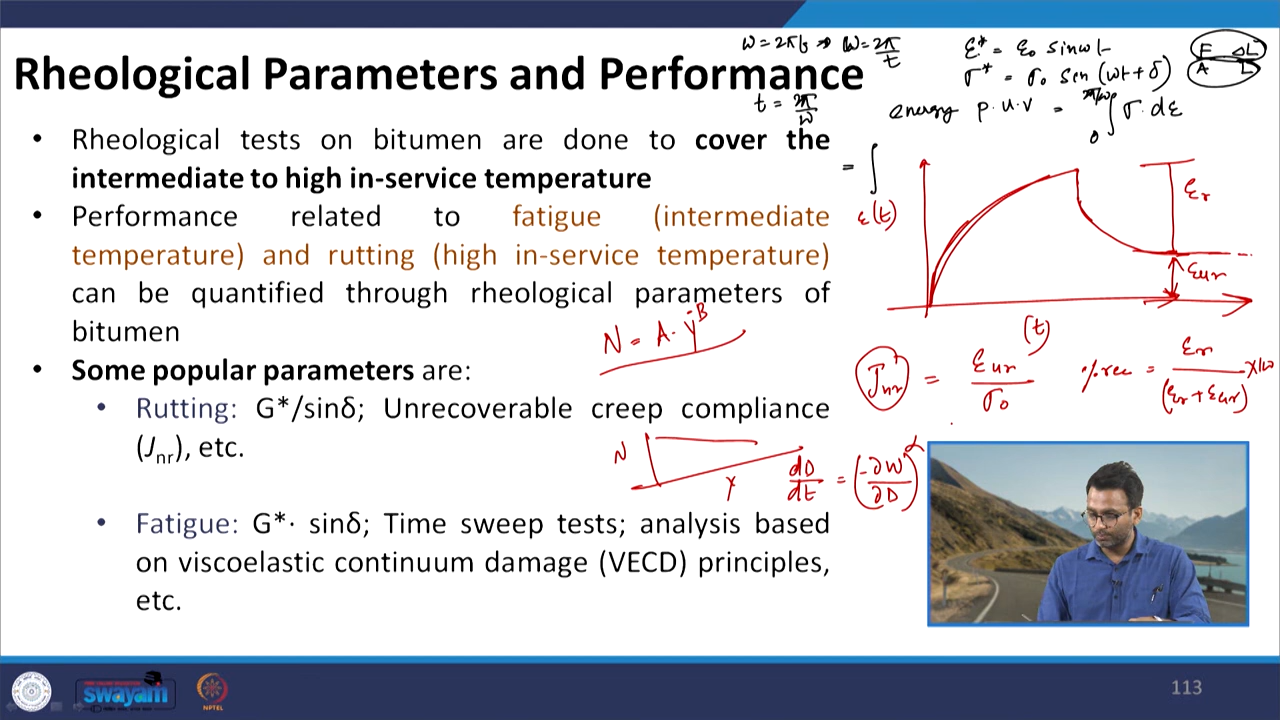 ω = 2πf ⇒ ω = 2π/t
ε* = ε₀ sinωt
F ΔL
A L
σ* = σ₀ sin (ωt + δ)
Rheological Parameters and Performance
t = 2π/ω
energy p.u.v = ∫ σ. dε
0
= ∫
• Rheological tests on bitumen are done to cover the
intermediate to high in-service temperature
• Performance related to fatigue (intermediate
temperature) and rutting (high in-service temperature)
can be quantified through rheological parameters of
bitumen
ε(t)
εr
εur
(t)
N = A. γ^-B
Jnr = εur/σ₀
% rec = εr/(εr + εur) ×100
• Some popular parameters are:
• Rutting: G*/sinδ; Unrecoverable creep compliance
(Jnr), etc.
N
γ
dD/dt = (-∂W/∂D)^α
• Fatigue: G*· sinδ; Time sweep tests; analysis based
on viscoelastic continuum damage (VECD) principles,
etc.
swayam
NPTEL
113